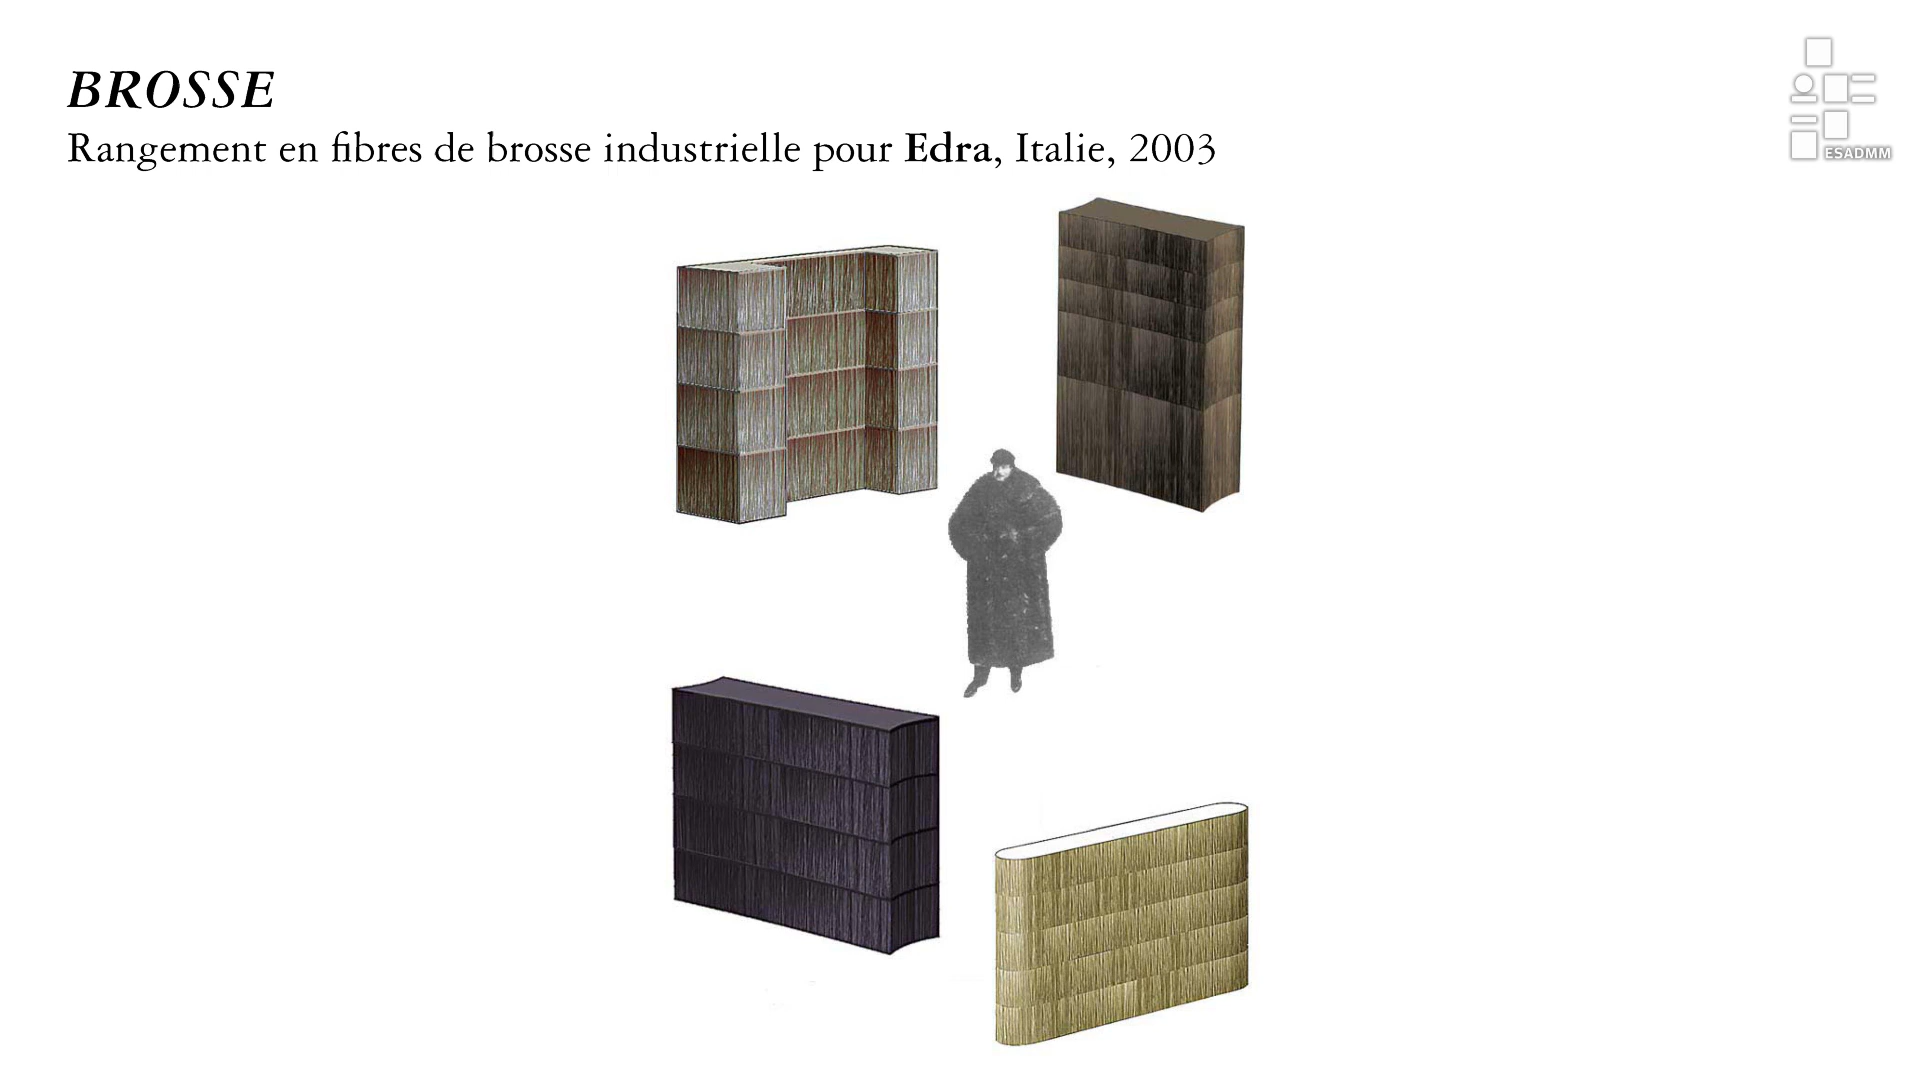 BROSSE
Rangement en fibres de brosse industrielle pour Edra, Italie, 2003
ESADMM